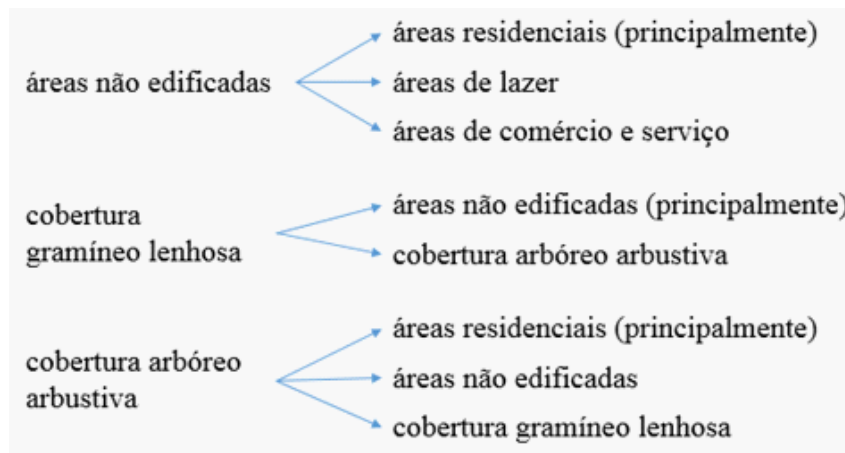 áreas residenciais (principalmente)
áreas não edificadas
áreas de lazer
áreas de comércio e serviço
cobertura
gramíneo lenhosa
áreas não edificadas (principalmente)
cobertura arbóreo arbustiva
cobertura arbóreo
arbustiva
áreas residenciais (principalmente)
áreas não edificadas
cobertura gramíneo lenhosa